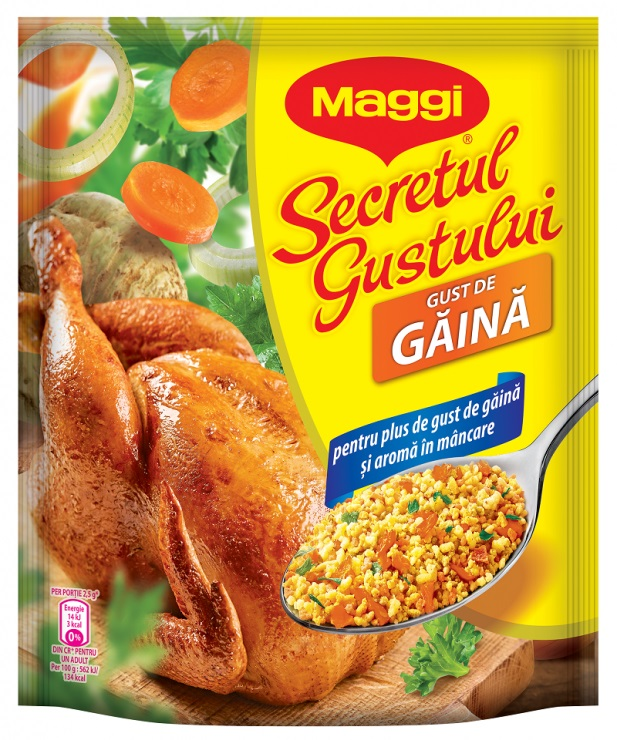 Maggi
®
Secretul
Gustului
GUST DE
GĂINĂ
pentru plus de gust de găină
și aromă în mâncare
PER PORȚIE 2,5 g*
Energie
14 kJ
3 kcal
0%
DIN CR* PENTRU
UN ADULT
Per 100 g : 562 kJ/
134 kcal